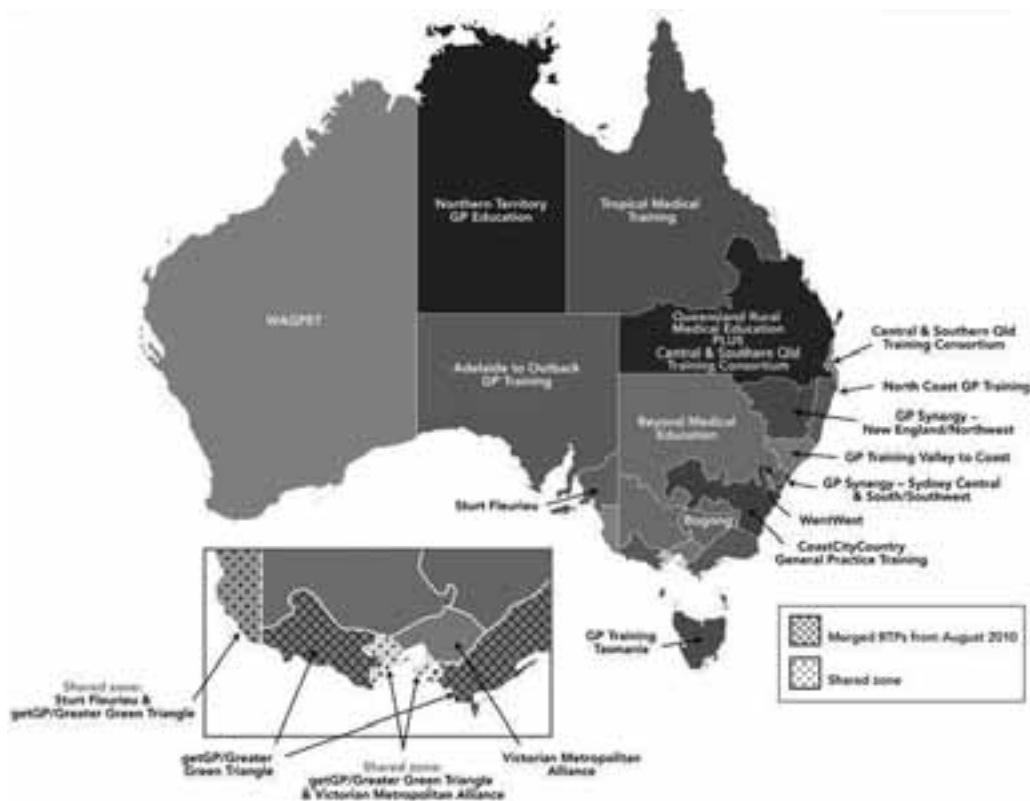 Northern Territory
GP Education
Tropical Medical
Training
WAGPET
Queensland Rural
Medical Education
PLUS
Central & Southern Qld
Training Consortium
Central & Southern Qld
Training Consortium
Adelaide to Outback
GP Training
North Coast GP Training
Beyond Medical
Education
GP Synergy –
New England/Northwest
GP Training Valley to Coast
GP Synergy – Sydney Central
& South/Southwest
Sturt Fleurieu
WentWest
Bogong
CoastCityCountry
General Practice Training
GP Training
Tasmania
Merged RTPs from August 2010
Shared zone
Shared zone:
Sturt Fleurieu &
getGP/Greater Green Triangle
getGP/Greater
Green Triangle
Shared zone:
getGP/Greater Green Triangle
& Victorian Metropolitan Alliance
Victorian Metropolitan
Alliance